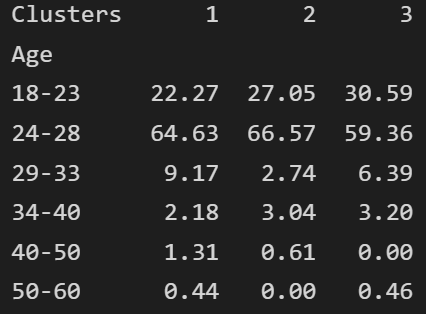 Clusters 1 2 3
Age
18-23 22.27 27.05 30.59
24-28 64.63 66.57 59.36
29-33 9.17 2.74 6.39
34-40 2.18 3.04 3.20
40-50 1.31 0.61 0.00
50-60 0.44 0.00 0.46